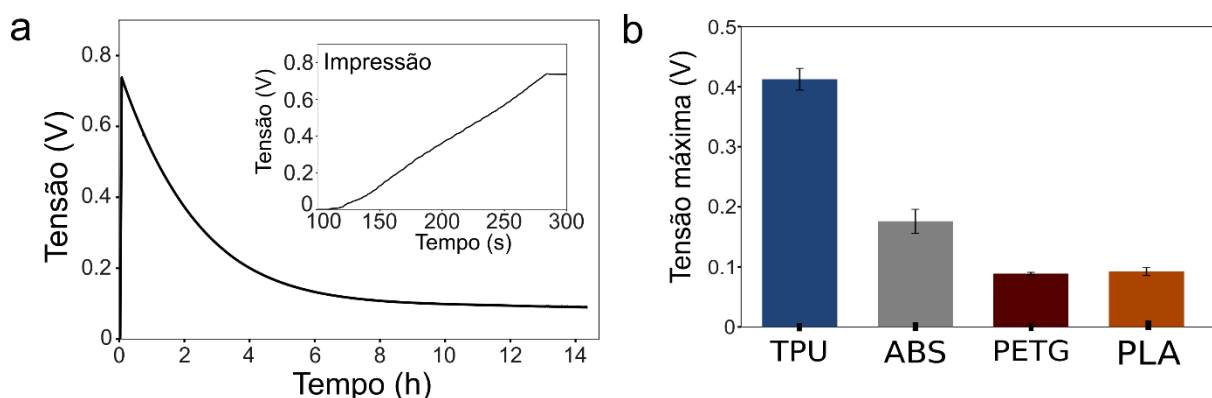 a
Tensão (V)
0.8
0.6
0.4
0.2
0
0 2 4 6 8 10 12 14
Tempo (h)
Impressão
Tensão (V)
0.8
0.6
0.4
0.2
0
100 150 200 250 300
Tempo (s)
b
Tensão máxima (V)
0.5
0.4
0.3
0.2
0.1
0
TPU ABS PETG PLA